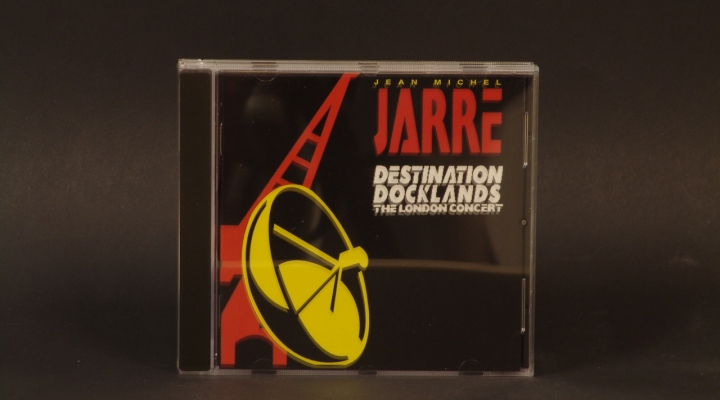 JEAN MICHEL
JARRE
DESTINATION
DOCKLANDS
THE LONDON CONCERT